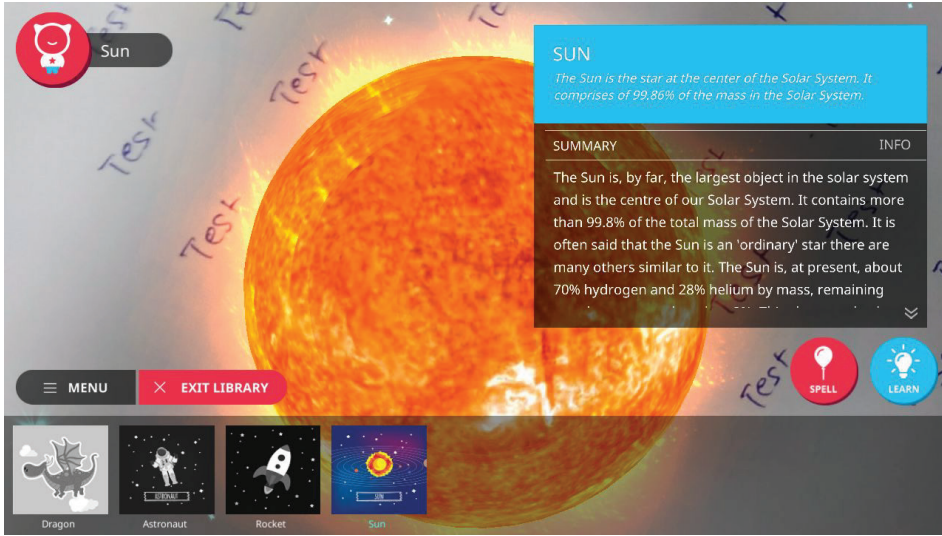 Sun
Test
Test
Test
Test
Test
SUN
The Sun is the star at the center of the Solar System. It
comprises of 99.86% of the mass in the Solar System.
SUMMARY
INFO
The Sun is, by far, the largest object in the solar system
and is the centre of our Solar System. It contains more
than 99.8% of the total mass of the Solar System. It is
often said that the Sun is an 'ordinary' star there are
many others similar to it. The Sun is, at present, about
70% hydrogen and 28% helium by mass, remaining
MENU
EXIT LIBRARY
Test
SPELL
LEARN
ASTRONAUT
SUN
Dragon
Astronaut
Rocket
Sun